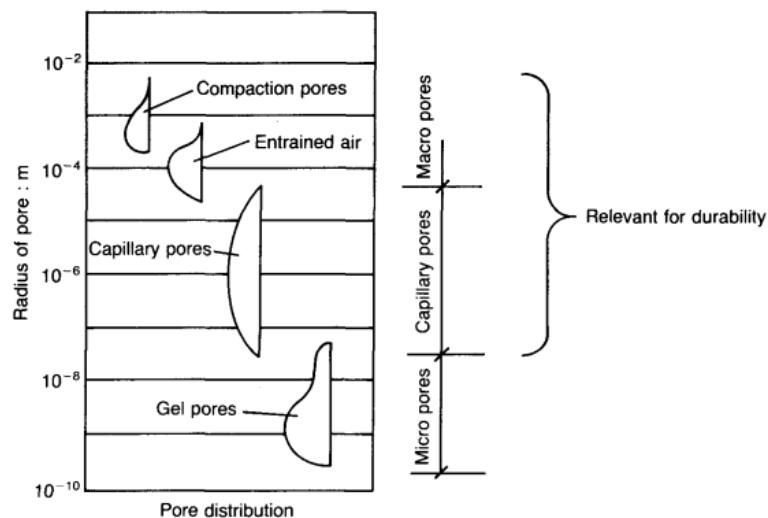 Radius of pore : m
10⁻²
10⁻⁴
10⁻⁶
10⁻⁸
10⁻¹⁰
Compaction pores
Entrained air
Capillary pores
Gel pores
Pore distribution
Macro pores
Capillary pores
Micro pores
Relevant for durability